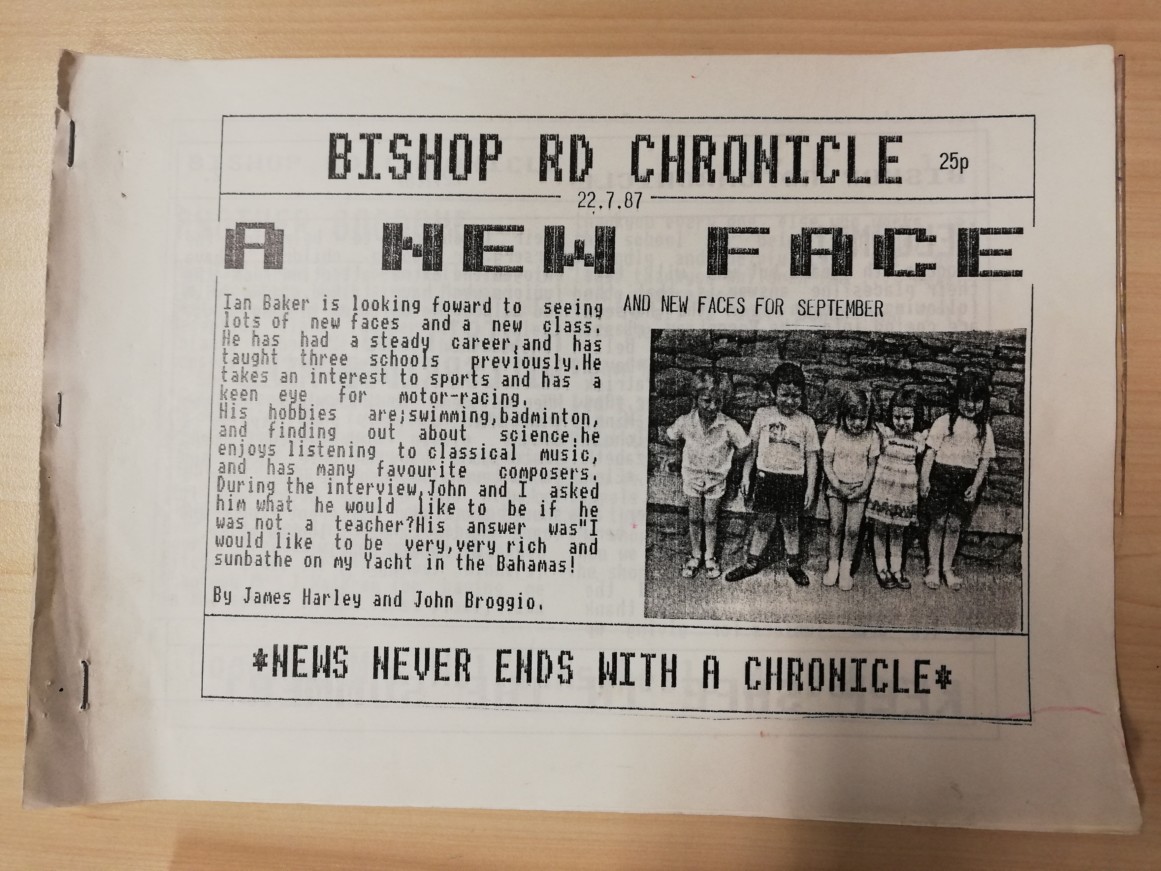 BISHOP RD CHRONICLE 25p
22.7.87
A NEW FACE
Ian Baker is looking foward to seeing
lots of new faces and a new class.
He has had a steady career,and has
taught three schools previously.He
takes an interest to sports and has a
keen eye for motor-racing.
His hobbies are;swimming,badminton,
and finding out about science.he
enjoys listening to classical music,
and has many favourite composers.
During the interview,John and I asked
him what he would like to be if he
was not a teacher?His answer was"I
would like to be very,very rich and
sunbathe on my Yacht in the Bahamas!
By James Harley and John Broggio.
AND NEW FACES FOR SEPTEMBER
*NEWS NEVER ENDS WITH A CHRONICLE*